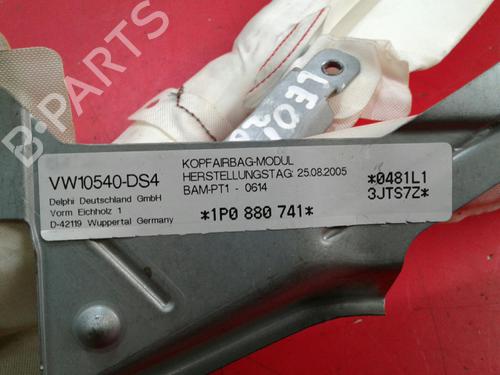 B-PARTS
LEON
VW10540-DS4
Delphi Deutschland GmbH
Vorm Eichholz 1
D-42119 Wuppertal Germany
KOPFAIRBAG-MODUL
HERSTELLUNGSTAG: 25.08.2005
BAM-PT1 - 0614
*1P0 880 741*
*0481L1
3JTS7Z*